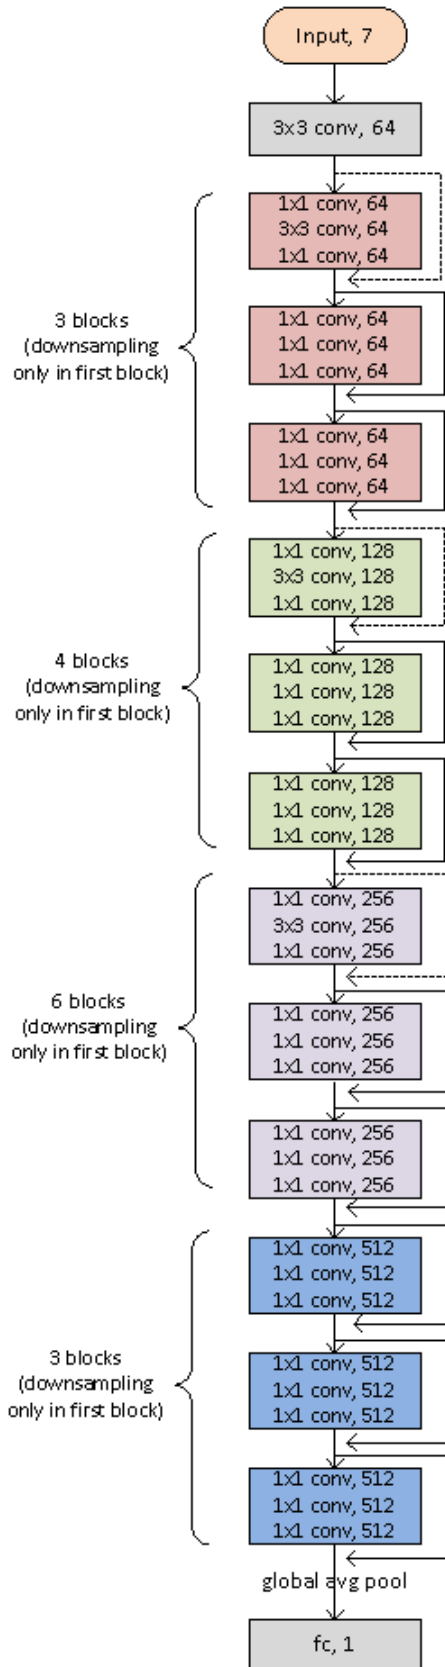 Input, 7
3x3 conv, 64
1x1 conv, 64
3x3 conv, 64
1x1 conv, 64
3 blocks
(downsampling
only in first block)
1x1 conv, 64
1x1 conv, 64
1x1 conv, 64
1x1 conv, 64
1x1 conv, 64
1x1 conv, 64
1x1 conv, 128
3x3 conv, 128
1x1 conv, 128
4 blocks
(downsampling
only in first block)
1x1 conv, 128
1x1 conv, 128
1x1 conv, 128
1x1 conv, 128
1x1 conv, 128
1x1 conv, 128
1x1 conv, 256
3x3 conv, 256
1x1 conv, 256
6 blocks
(downsampling
only in first block)
1x1 conv, 256
1x1 conv, 256
1x1 conv, 256
1x1 conv, 256
1x1 conv, 256
1x1 conv, 256
1x1 conv, 512
1x1 conv, 512
1x1 conv, 512
3 blocks
(downsampling
only in first block)
1x1 conv, 512
1x1 conv, 512
1x1 conv, 512
1x1 conv, 512
1x1 conv, 512
1x1 conv, 512
global avg pool
fc, 1